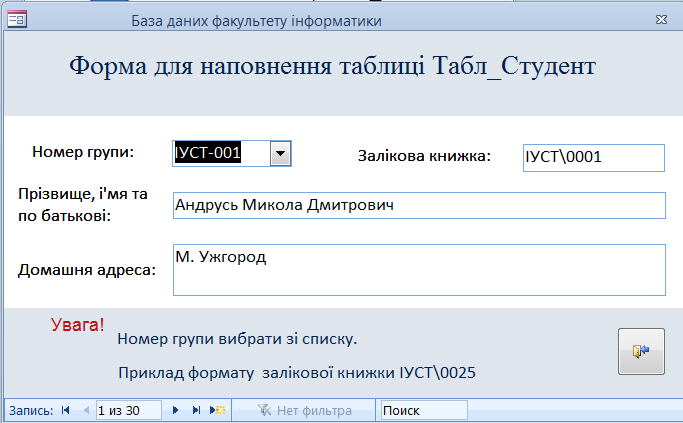 База даних факультету інформатики
Форма для наповнення таблиці Табл_Студент
Номер групи: ІУСТ-001 Залікова книжка: ІУСТ\0001
Прізвище, і'мя та
по батькові:
Андрусь Микола Дмитрович
Домашня адреса: М. Ужгород
Увага!
Номер групи вибрати зі списку.
Приклад формату залікової книжки ІУСТ\0025
Запись: 1 из 30 Нет фильтра Поиск